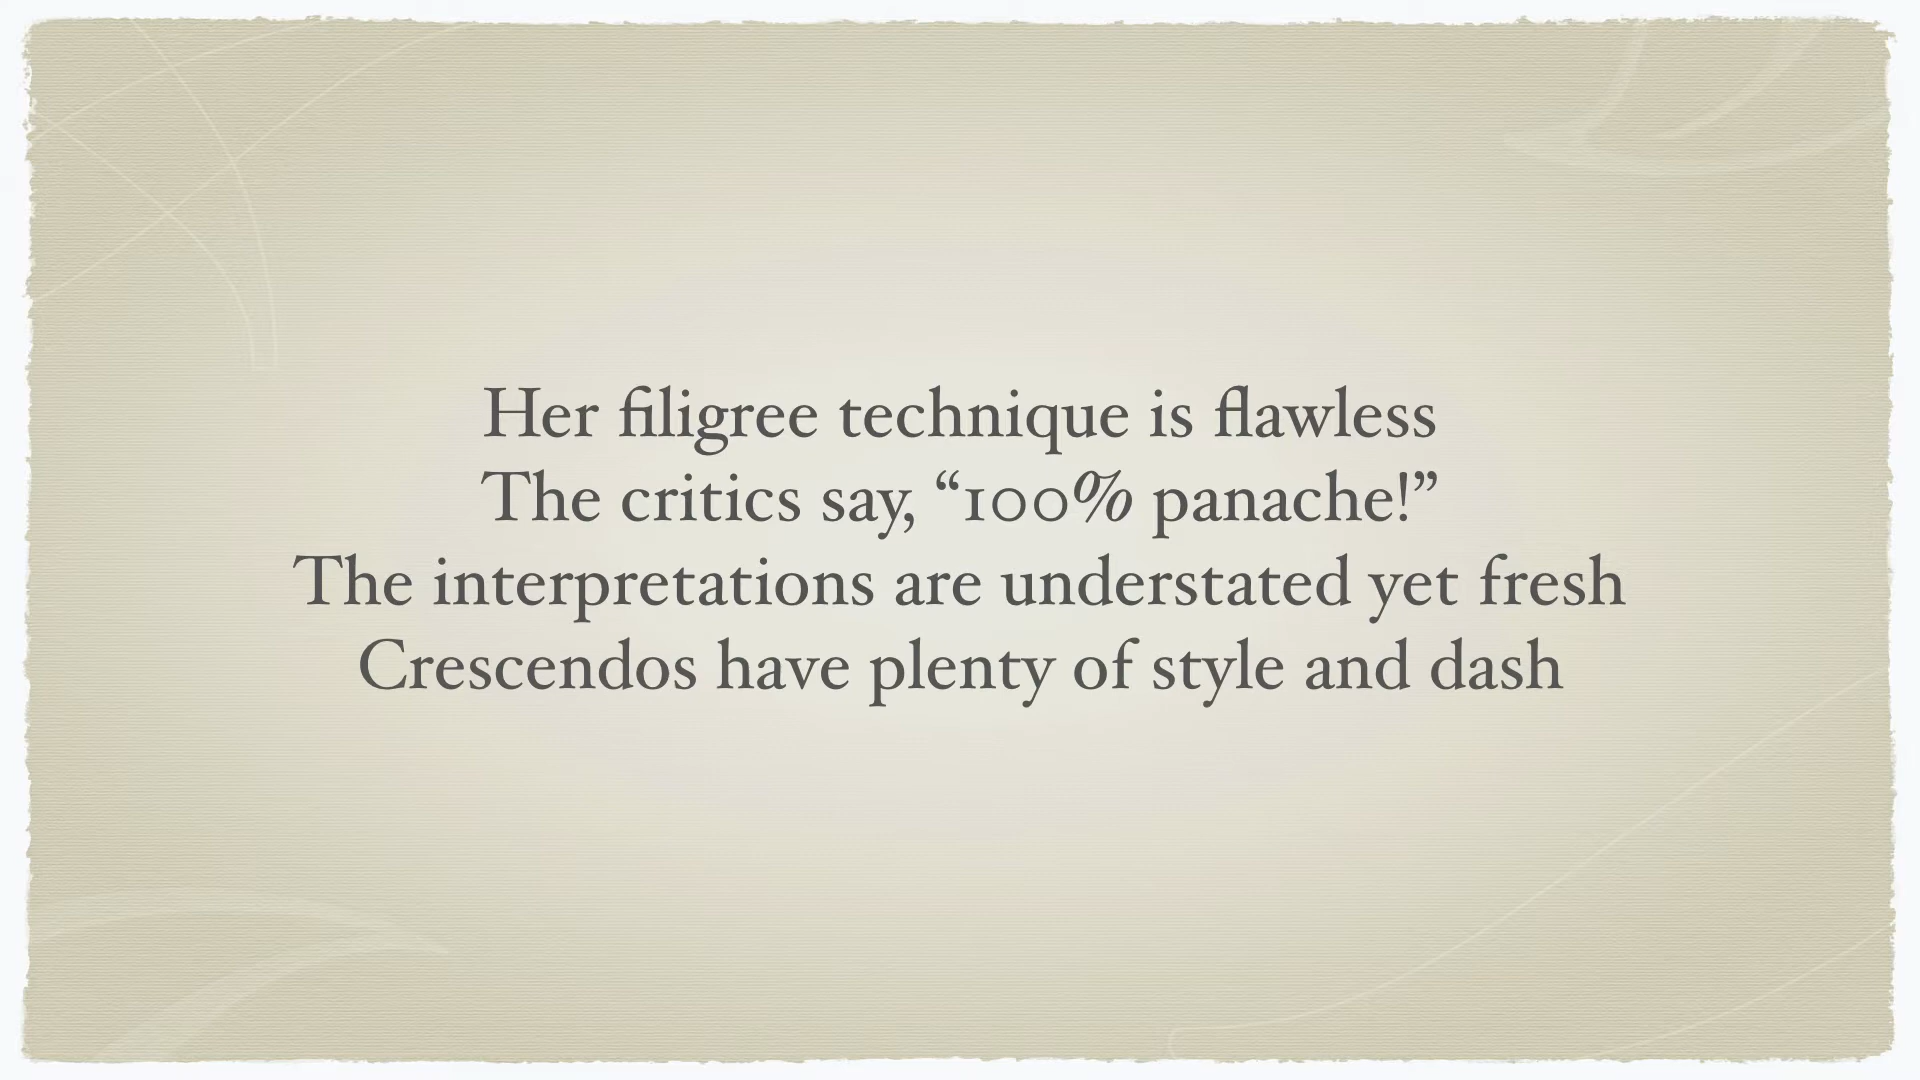 Her filigree technique is flawless
The critics say, “100% panache!”
The interpretations are understated yet fresh
Crescendos have plenty of style and dash